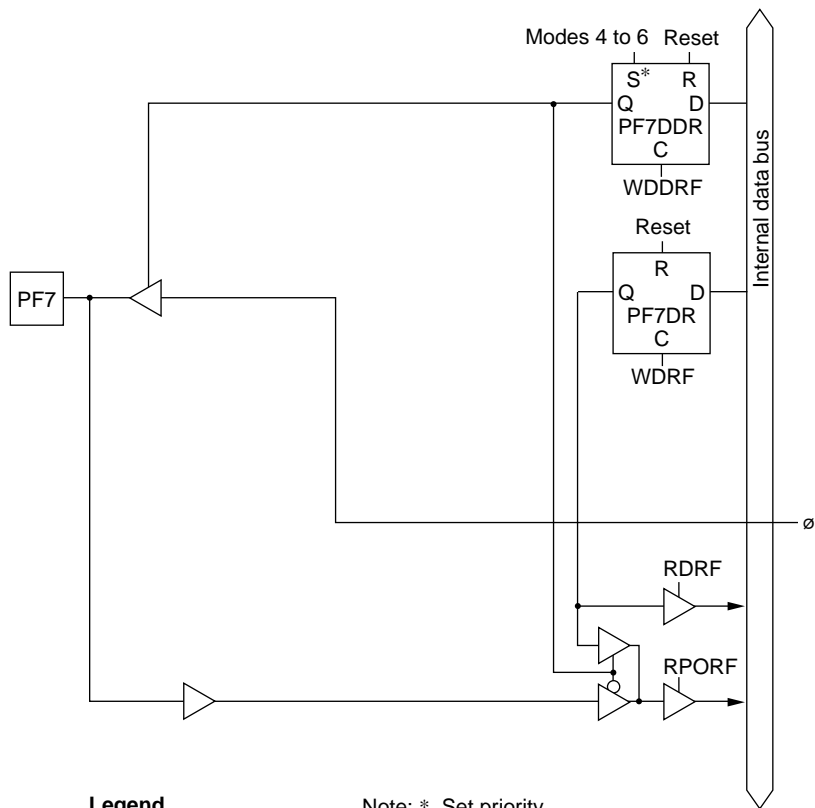 Modes 4 to 6 Reset
S* R
Q D
PF7DDR
C
WDDRF
Internal data bus
Reset
R
Q D
PF7DR
C
WDRF
PF7
ø
RDRF
RPORF
Legend
Note: * Set priority